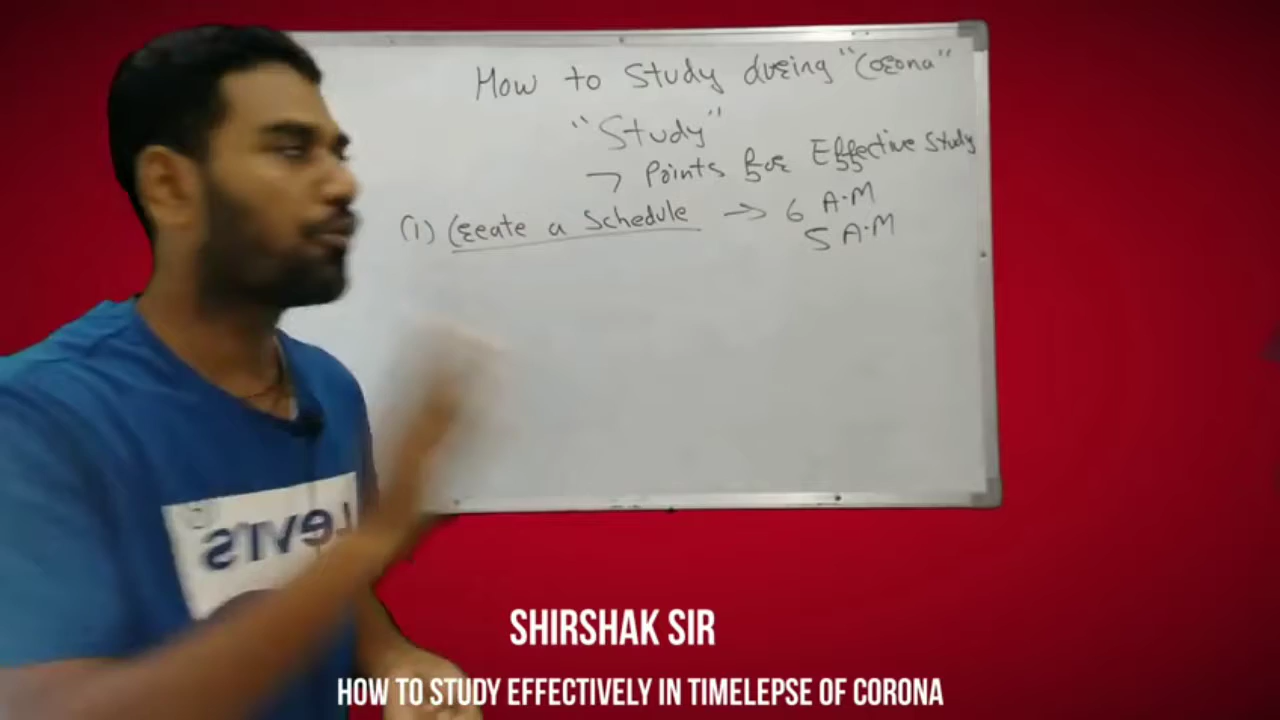 How to Study during "Corona"
"Study"
→ Points for Effective Study
(1) Create a Schedule → 6 A.M
5 A.M
Levi's
SHIRSHAK SIR
HOW TO STUDY EFFECTIVELY IN TIMELEPSE OF CORONA